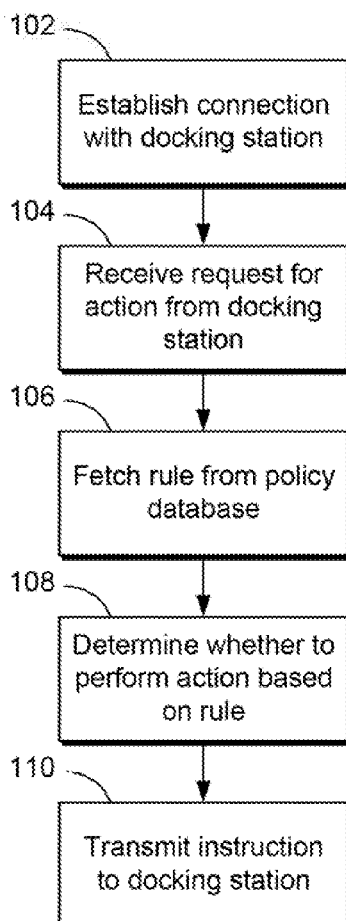 102
Establish connection
with docking station
104
Receive request for
action from docking
station
106
Fetch rule from policy
database
108
Determine whether to
perform action based
on rule
110
Transmit instruction
to docking station